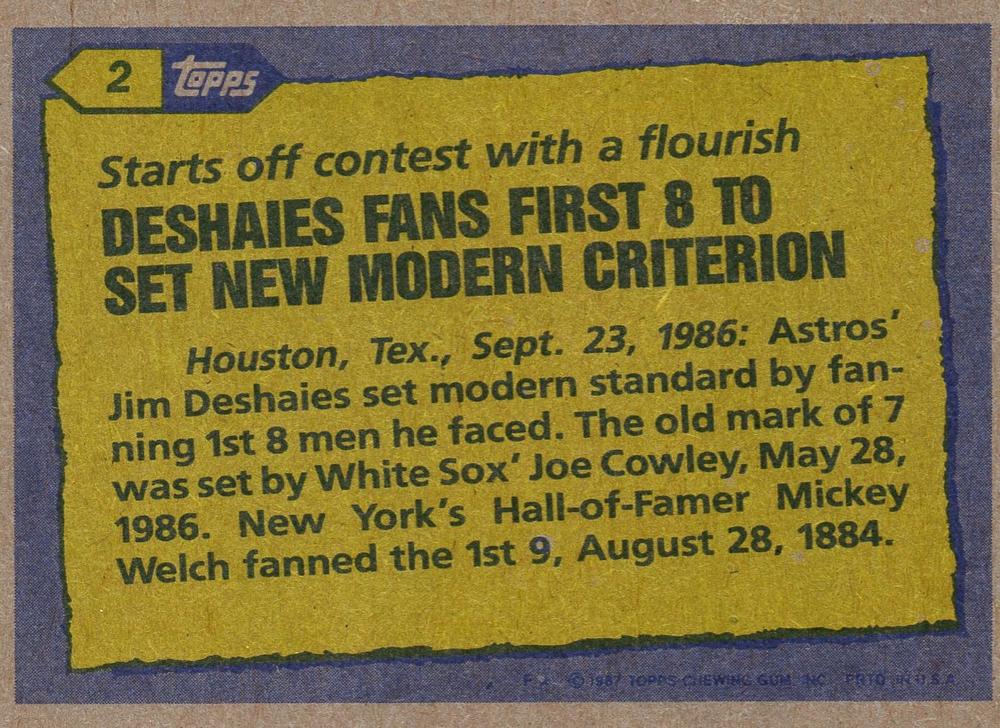 2 topps
Starts off contest with a flourish
DESHAIES FANS FIRST 8 TO
SET NEW MODERN CRITERION
Houston, Tex., Sept. 23, 1986: Astros'
Jim Deshaies set modern standard by fan-
ning 1st 8 men he faced. The old mark of 7
was set by White Sox' Joe Cowley, May 28,
1986. New York's Hall-of-Famer Mickey
Welch fanned the 1st 9, August 28, 1884.
© 1987 TOPPS CHEWING GUM, INC. PRTD. IN U.S.A.